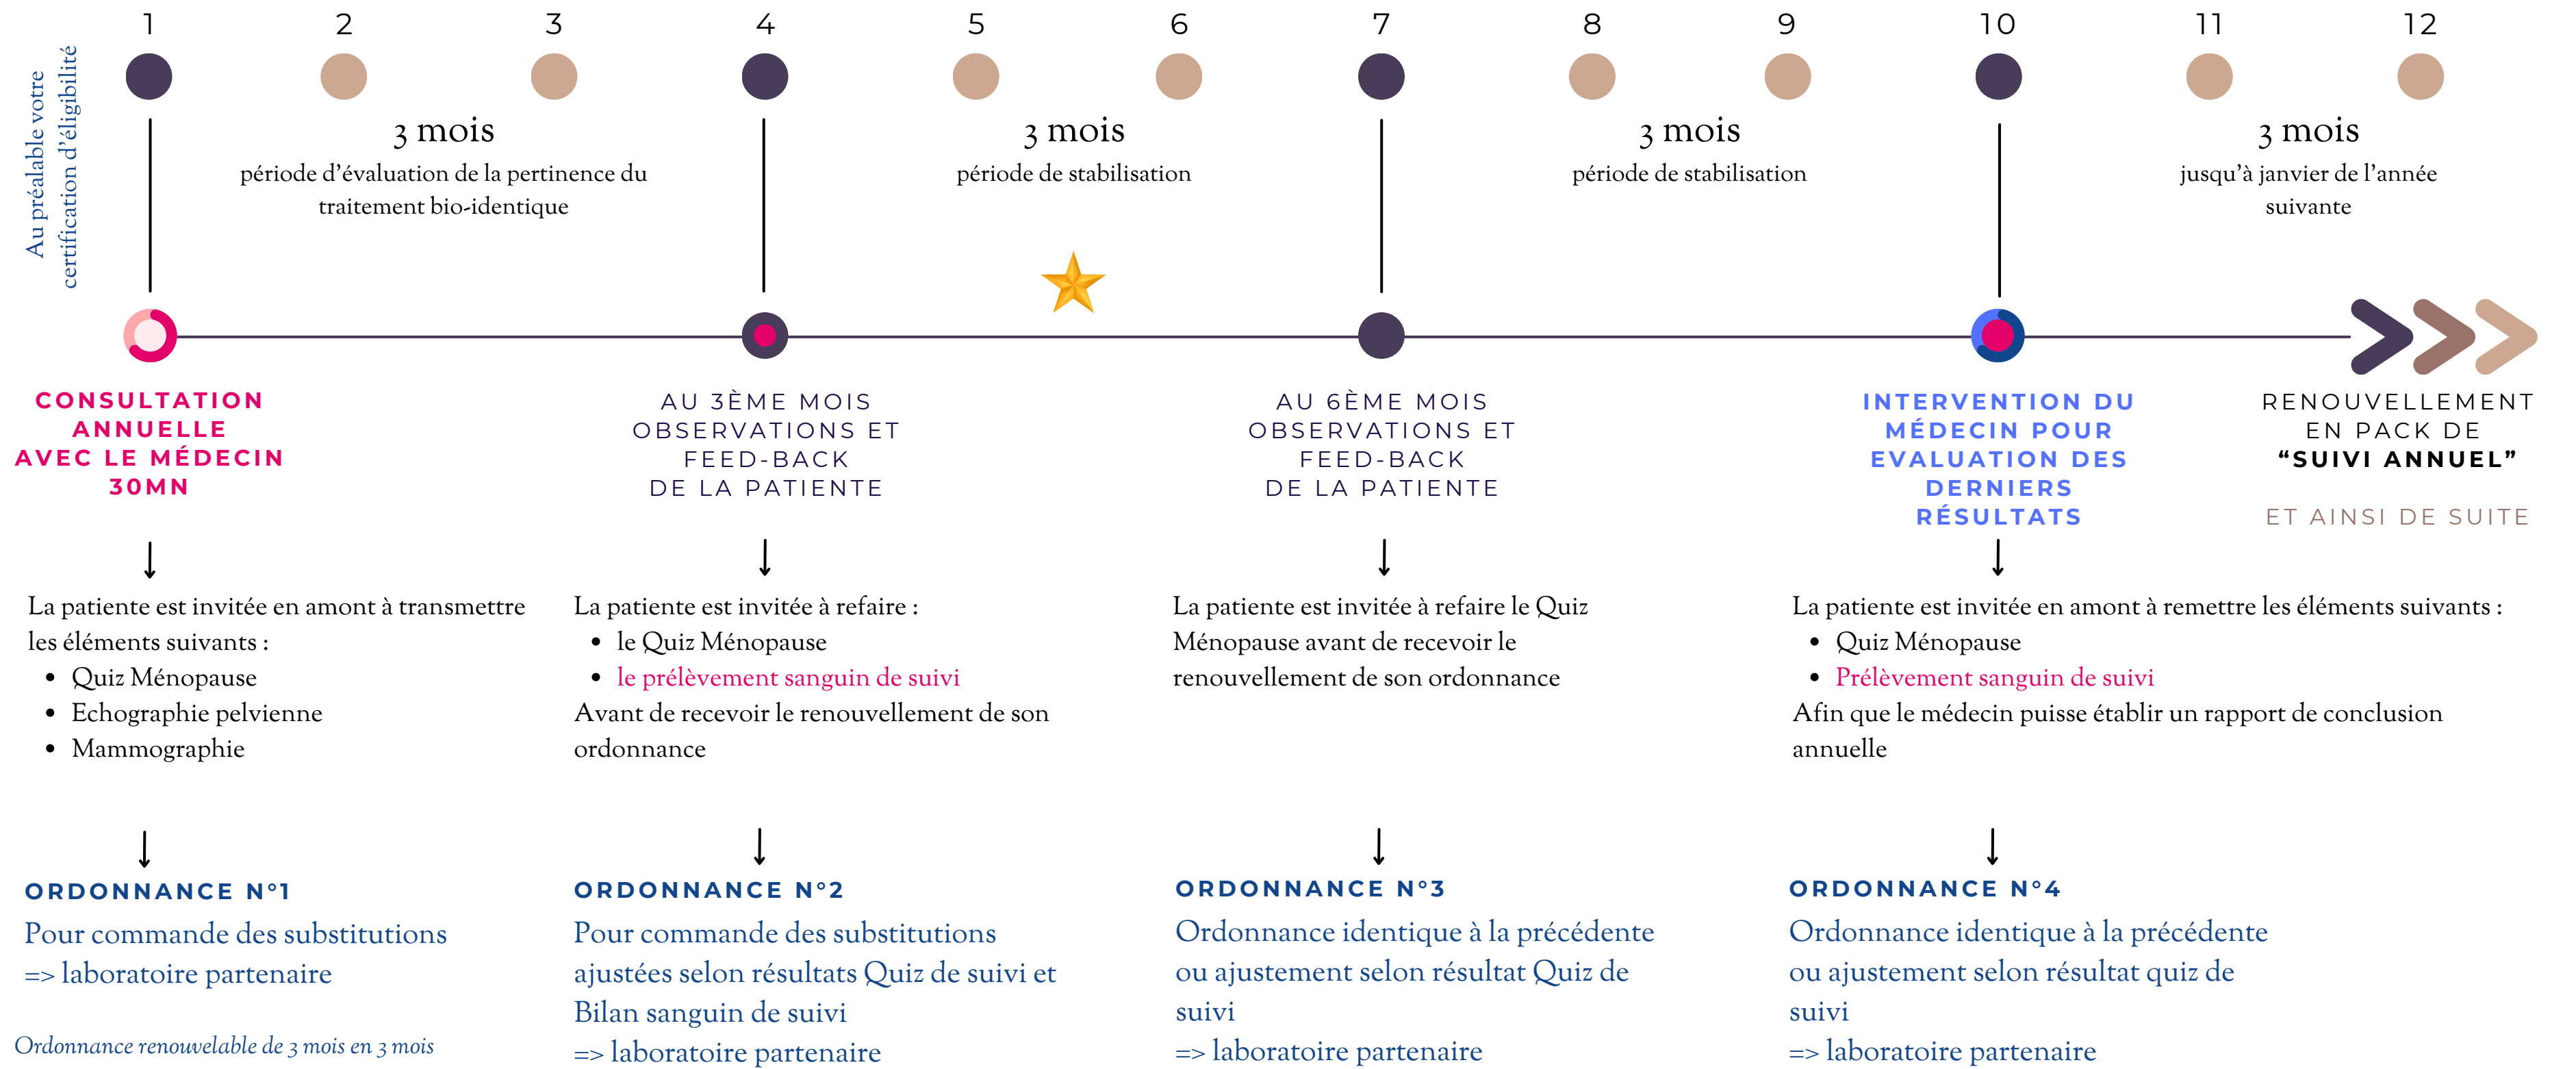 1
2
3
4
5
6
7
8
9
10
11
12
Au préalable votre
certification d'éligibilité
3 mois
période d'évaluation de la pertinence du
traitement bio-identique
3 mois
période de stabilisation
3 mois
période de stabilisation
3 mois
jusqu'à janvier de l'année
suivante
CONSULTATION
ANNUELLE
AVEC LE MÉDECIN
30MN
AU 3ÈME MOIS
OBSERVATIONS ET
FEED-BACK
DE LA PATIENTE
AU 6ÈME MOIS
OBSERVATIONS ET
FEED-BACK
DE LA PATIENTE
INTERVENTION DU
MÉDECIN POUR
EVALUATION DES
DERNIERS
RÉSULTATS
RENOUVELLEMENT
EN PACK DE
“SUIVI ANNUEL”
ET AINSI DE SUITE
La patiente est invitée en amont à transmettre
les éléments suivants :
• Quiz Ménopause
• Echographie pelvienne
• Mammographie
La patiente est invitée à refaire :
• le Quiz Ménopause
• le prélèvement sanguin de suivi
Avant de recevoir le renouvellement de son
ordonnance
La patiente est invitée à refaire le Quiz
Ménopause avant de recevoir le
renouvellement de son ordonnance
La patiente est invitée en amont à remettre les éléments suivants :
• Quiz Ménopause
• Prélèvement sanguin de suivi
Afin que le médecin puisse établir un rapport de conclusion
annuelle
ORDONNANCE N°1
Pour commande des substitutions
=> laboratoire partenaire
Ordonnance renouvelable de 3 mois en 3 mois
ORDONNANCE N°2
Pour commande des substitutions
ajustées selon résultats Quiz de suivi et
Bilan sanguin de suivi
=> laboratoire partenaire
ORDONNANCE N°3
Ordonnance identique à la précédente
ou ajustement selon résultat Quiz de
suivi
=> laboratoire partenaire
ORDONNANCE N°4
Ordonnance identique à la précédente
ou ajustement selon résultat quiz de
suivi
=> laboratoire partenaire